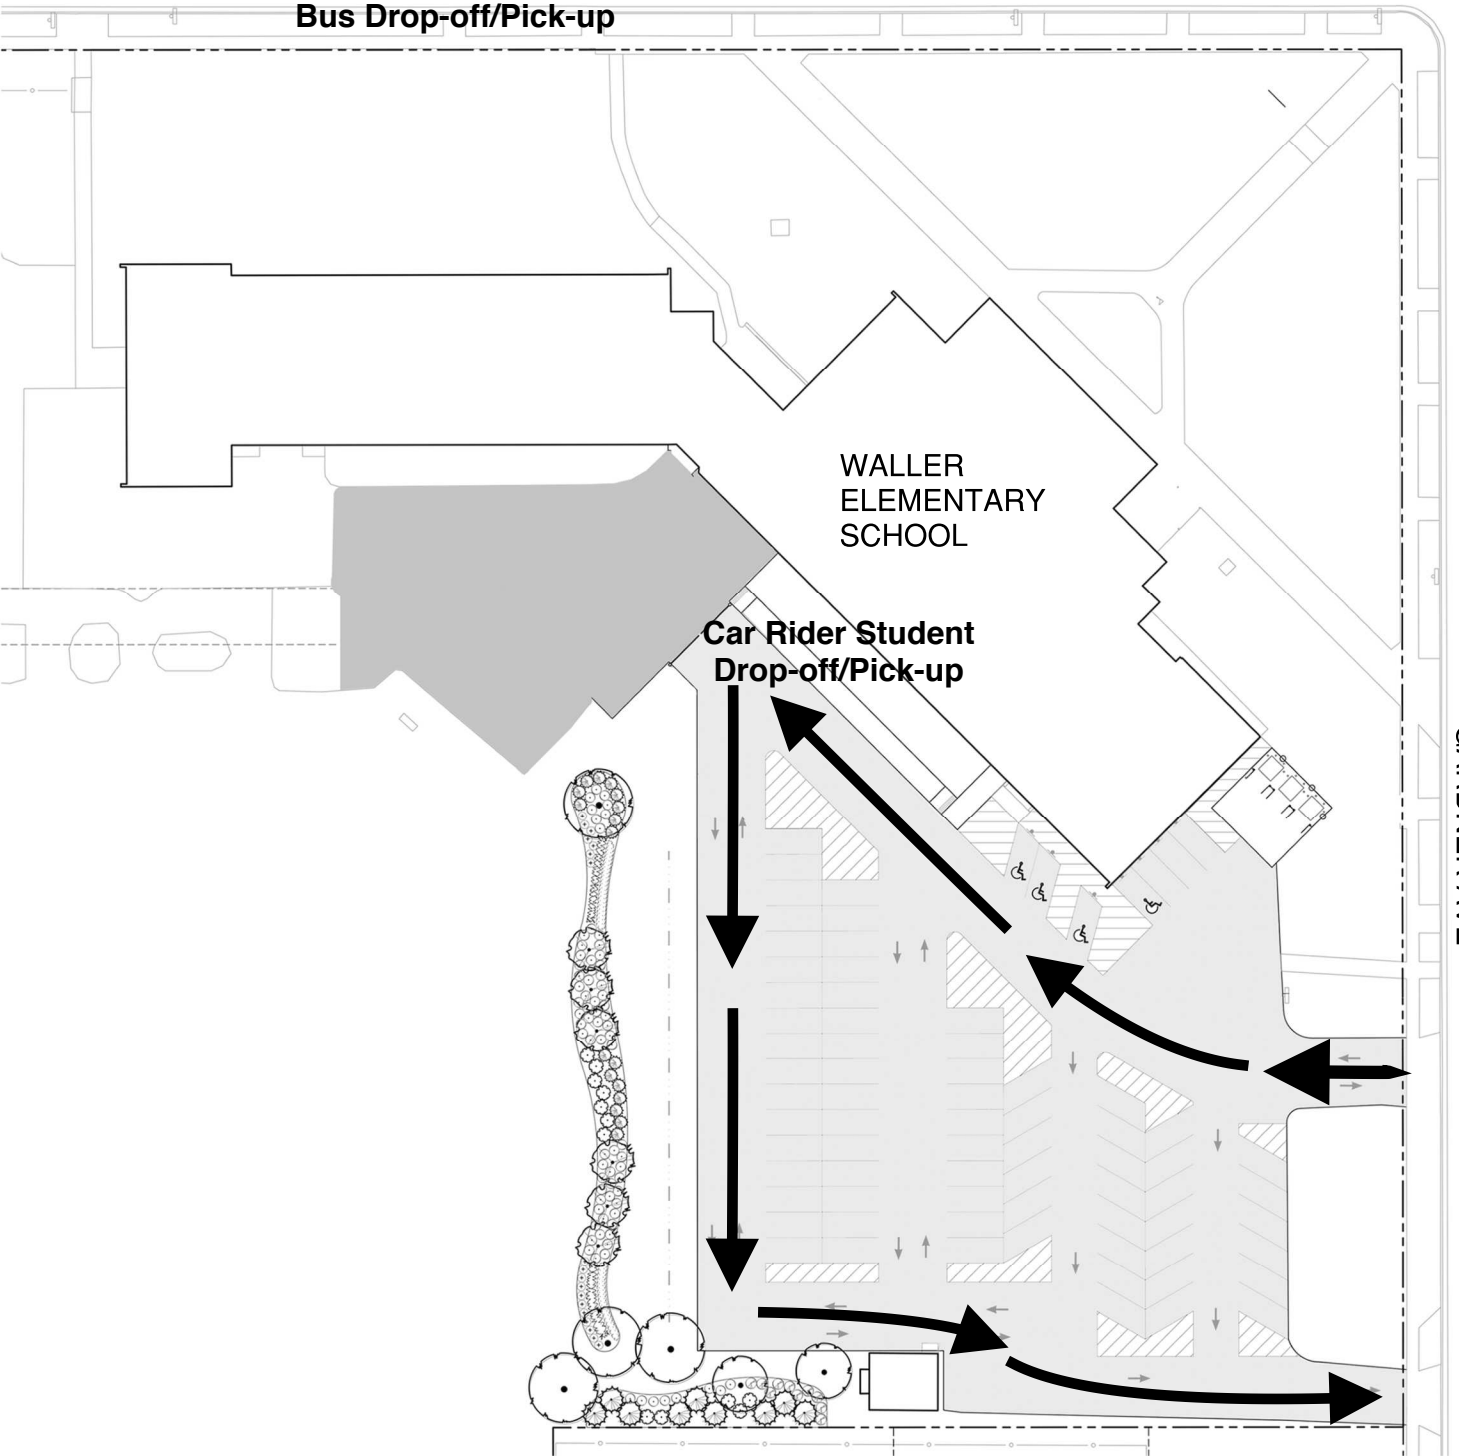 Bus Drop-off/Pick-up
WALLER
ELEMENTARY
SCHOOL
Car Rider Student
Drop-off/Pick-up